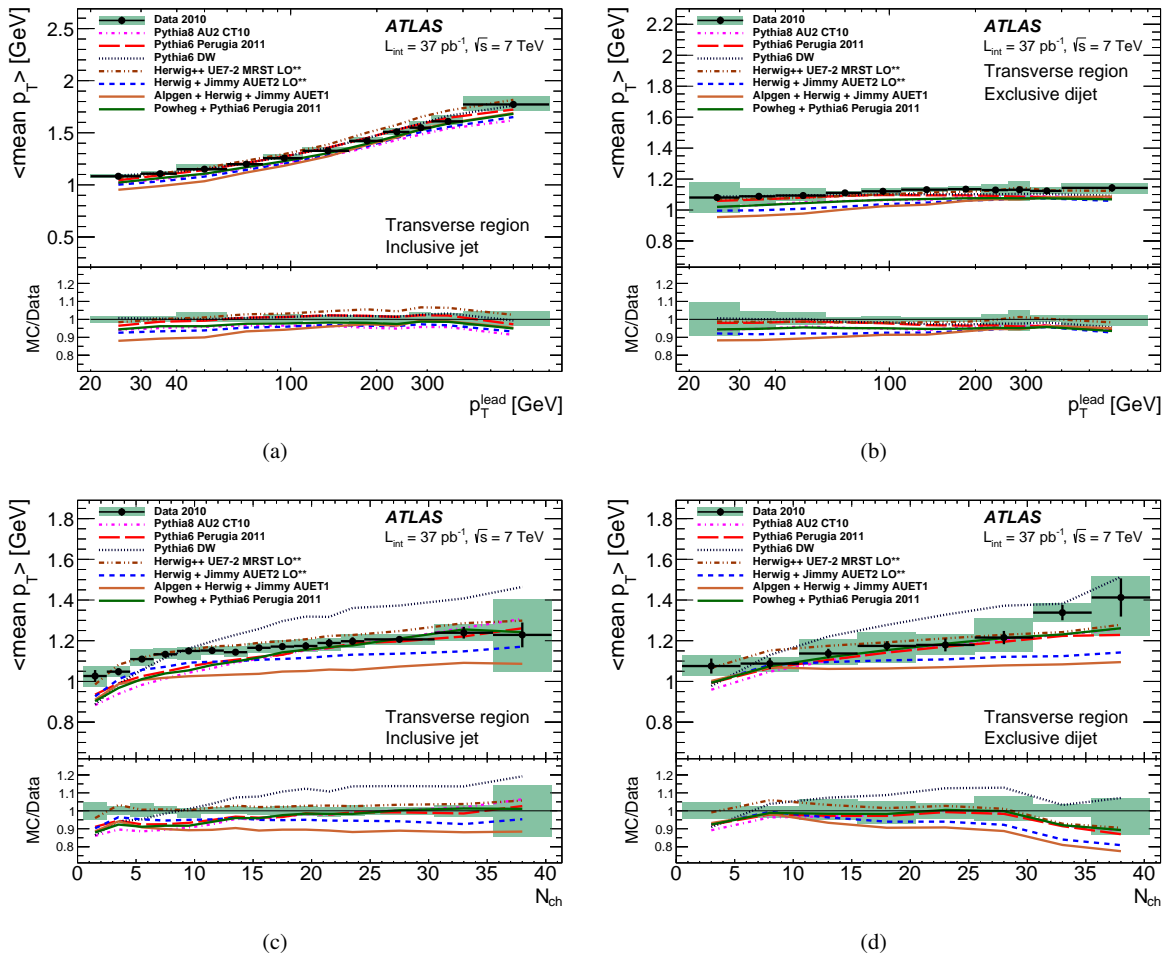 <mean p_T> [GeV]
2.5
2
1.5
1
Data 2010
Pythia8 AU2 CT10
Pythia6 Perugia 2011
Pythia6 DW
Herwig++ UE7-2 MRST LO**
Herwig + Jimmy AUET2 LO**
Alpgen + Herwig + Jimmy AUET1
Powheg + Pythia6 Perugia 2011
ATLAS
L_int = 37 pb⁻¹, √s = 7 TeV
Transverse region
Inclusive jet
MC/Data
1.2
1.1
1
0.9
0.8
20 30 40 100 200 300
p_T^lead [GeV]
(a)
<mean p_T> [GeV]
2.2
2
1.8
1.6
1.4
1.2
1
0.8
Data 2010
Pythia8 AU2 CT10
Pythia6 Perugia 2011
Pythia6 DW
Herwig++ UE7-2 MRST LO**
Herwig + Jimmy AUET2 LO**
Alpgen + Herwig + Jimmy AUET1
Powheg + Pythia6 Perugia 2011
ATLAS
L_int = 37 pb⁻¹, √s = 7 TeV
Transverse region
Exclusive dijet
MC/Data
1.2
1.1
1
0.9
0.8
20 30 40 100 200 300
p_T^lead [GeV]
(b)
<mean p_T> [GeV]
1.8
1.6
1.4
1.2
1
0.8
Data 2010
Pythia8 AU2 CT10
Pythia6 Perugia 2011
Pythia6 DW
Herwig++ UE7-2 MRST LO**
Herwig + Jimmy AUET2 LO**
Alpgen + Herwig + Jimmy AUET1
Powheg + Pythia6 Perugia 2011
ATLAS
L_int = 37 pb⁻¹, √s = 7 TeV
Transverse region
Inclusive jet
MC/Data
1.2
1.1
1
0.9
0.8
0 5 10 15 20 25 30 35 40
N_ch
(c)
<mean p_T> [GeV]
1.8
1.6
1.4
1.2
1
0.8
Data 2010
Pythia8 AU2 CT10
Pythia6 Perugia 2011
Pythia6 DW
Herwig++ UE7-2 MRST LO**
Herwig + Jimmy AUET2 LO**
Alpgen + Herwig + Jimmy AUET1
Powheg + Pythia6 Perugia 2011
ATLAS
L_int = 37 pb⁻¹, √s = 7 TeV
Transverse region
Exclusive dijet
MC/Data
1.2
1.1
1
0.9
0.8
0 5 10 15 20 25 30 35 40
N_ch
(d)